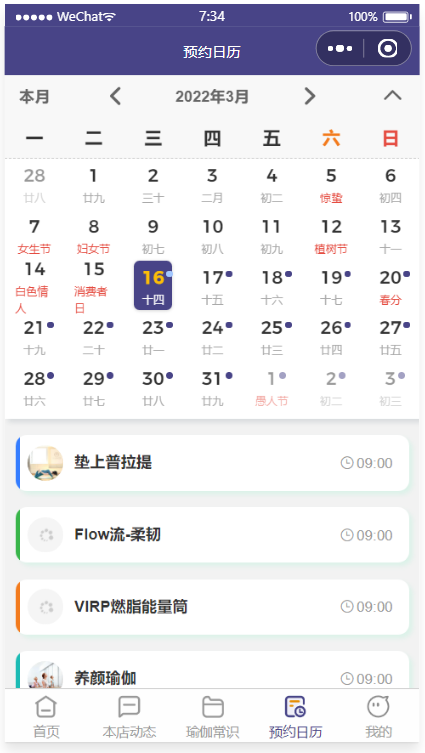 WeChat 7:34 100%
预约日历
本月 2022年3月
一 二 三 四 五 六 日
28 1 2 3 4 5 6
廿八 廿九 三十 二月 初二 惊蛰 初四
7 8 9 10 11 12 13
女生节 妇女节 初七 初八 初九 植树节 十一
14 15 16 17 18 19 20
白色情人 消费者日 十四 十五 十六 十七 春分
21 22 23 24 25 26 27
十九 二十 廿一 廿二 廿三 廿四 廿五
28 29 30 31 1 2 3
廿六 廿七 廿八 廿九 愚人节 初二 初三
垫上普拉提 09:00
Flow流-柔韧 09:00
VIRP燃脂能量筒 09:00
养颜瑜伽 09:00
首页 本店动态 瑜伽常识 预约日历 我的